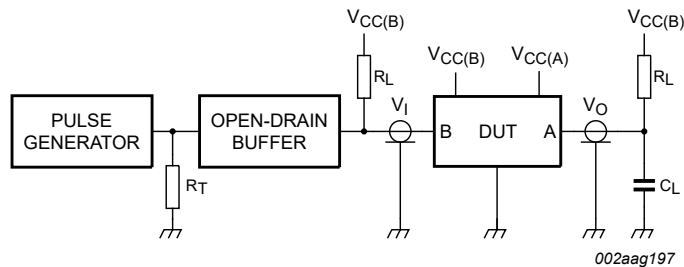 VCC(B)
VCC(B)
VCC(B)
VCC(A)
RL
RL
VI
VO
PULSE
GENERATOR
OPEN-DRAIN
BUFFER
B
DUT
A
RT
CL
002aag197